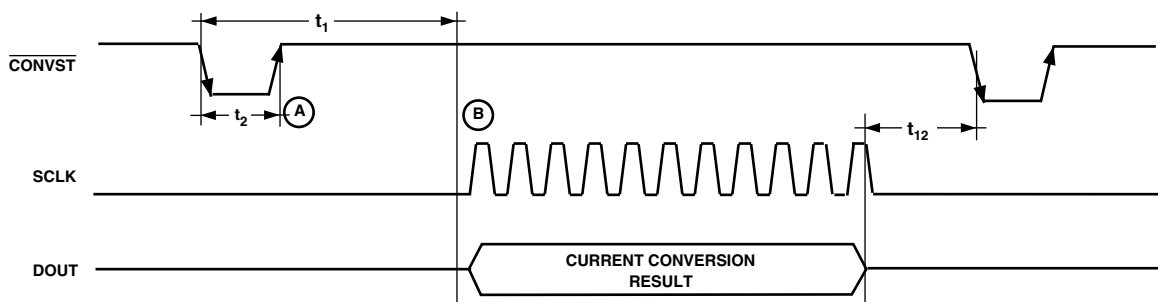 t1
CONVST
t2
A
B
t12
SCLK
DOUT
CURRENT CONVERSION
RESULT